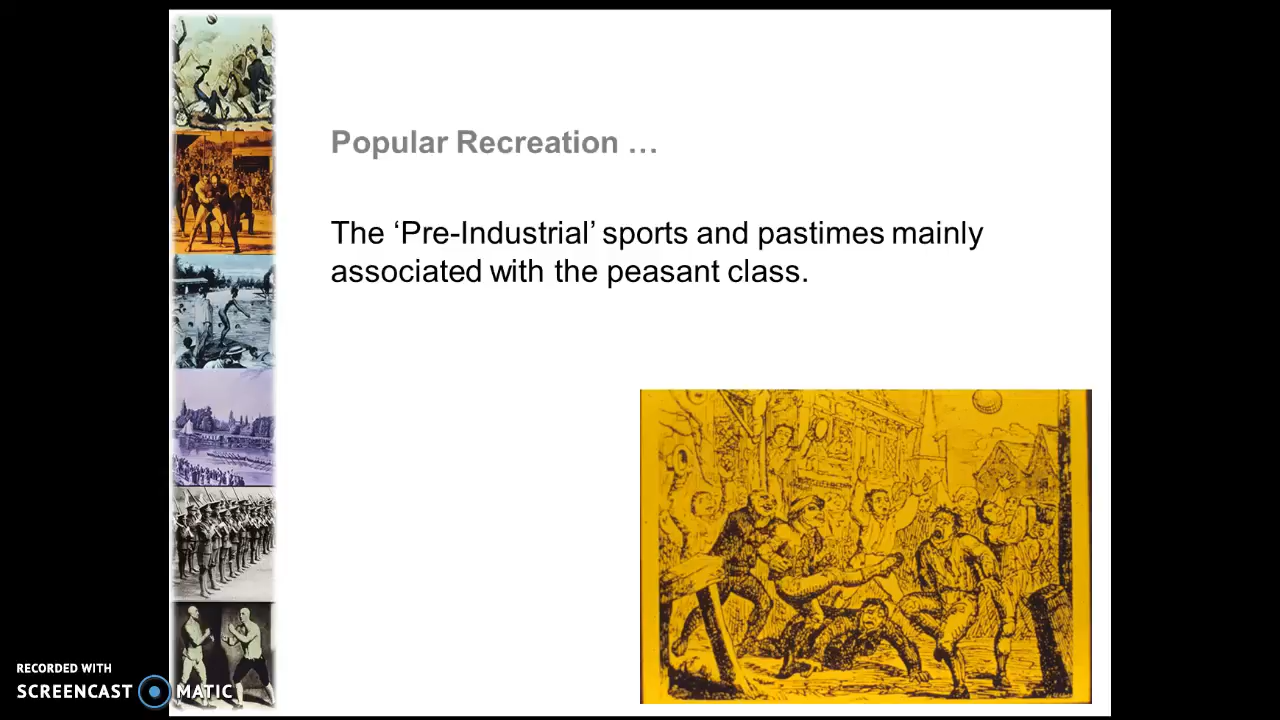 Popular Recreation …
The ‘Pre-Industrial’ sports and pastimes mainly
associated with the peasant class.
RECORDED WITH
SCREENCAST MATIC